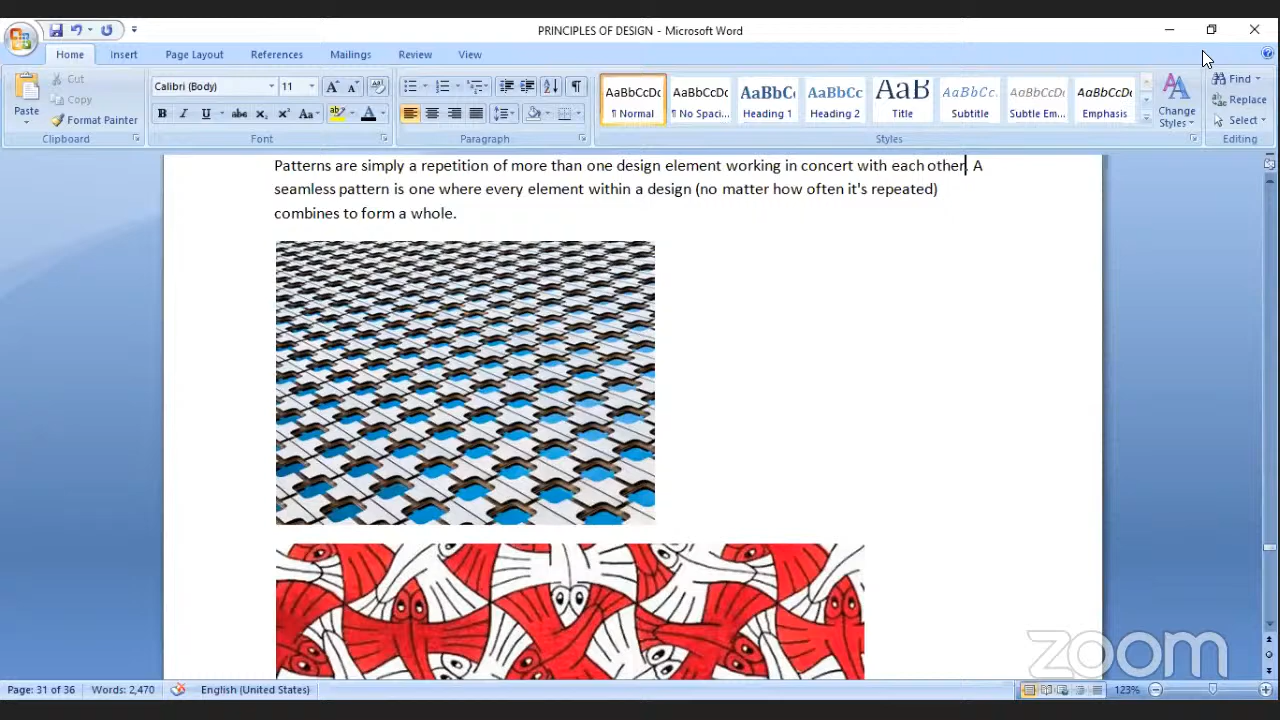 PRINCIPLES OF DESIGN - Microsoft Word
Home Insert Page Layout References Mailings Review View
Paste
Cut
Copy
Format Painter
Clipboard
Calibri (Body) 11
Font
Paragraph
AaBbCcDc AaBbCcDc AaBbCc AaBbCc AaB AaBbCc. AaBbCcDc AaBbCcDc
¶ Normal ¶ No Spaci... Heading 1 Heading 2 Title Subtitle Subtle Em... Emphasis
Change Styles
Styles
Find
Replace
Select
Editing
Patterns are simply a repetition of more than one design element working in concert with each other. A
seamless pattern is one where every element within a design (no matter how often it's repeated)
combines to form a whole.
zoom
Page: 31 of 36 Words: 2,470 English (United States) 123%